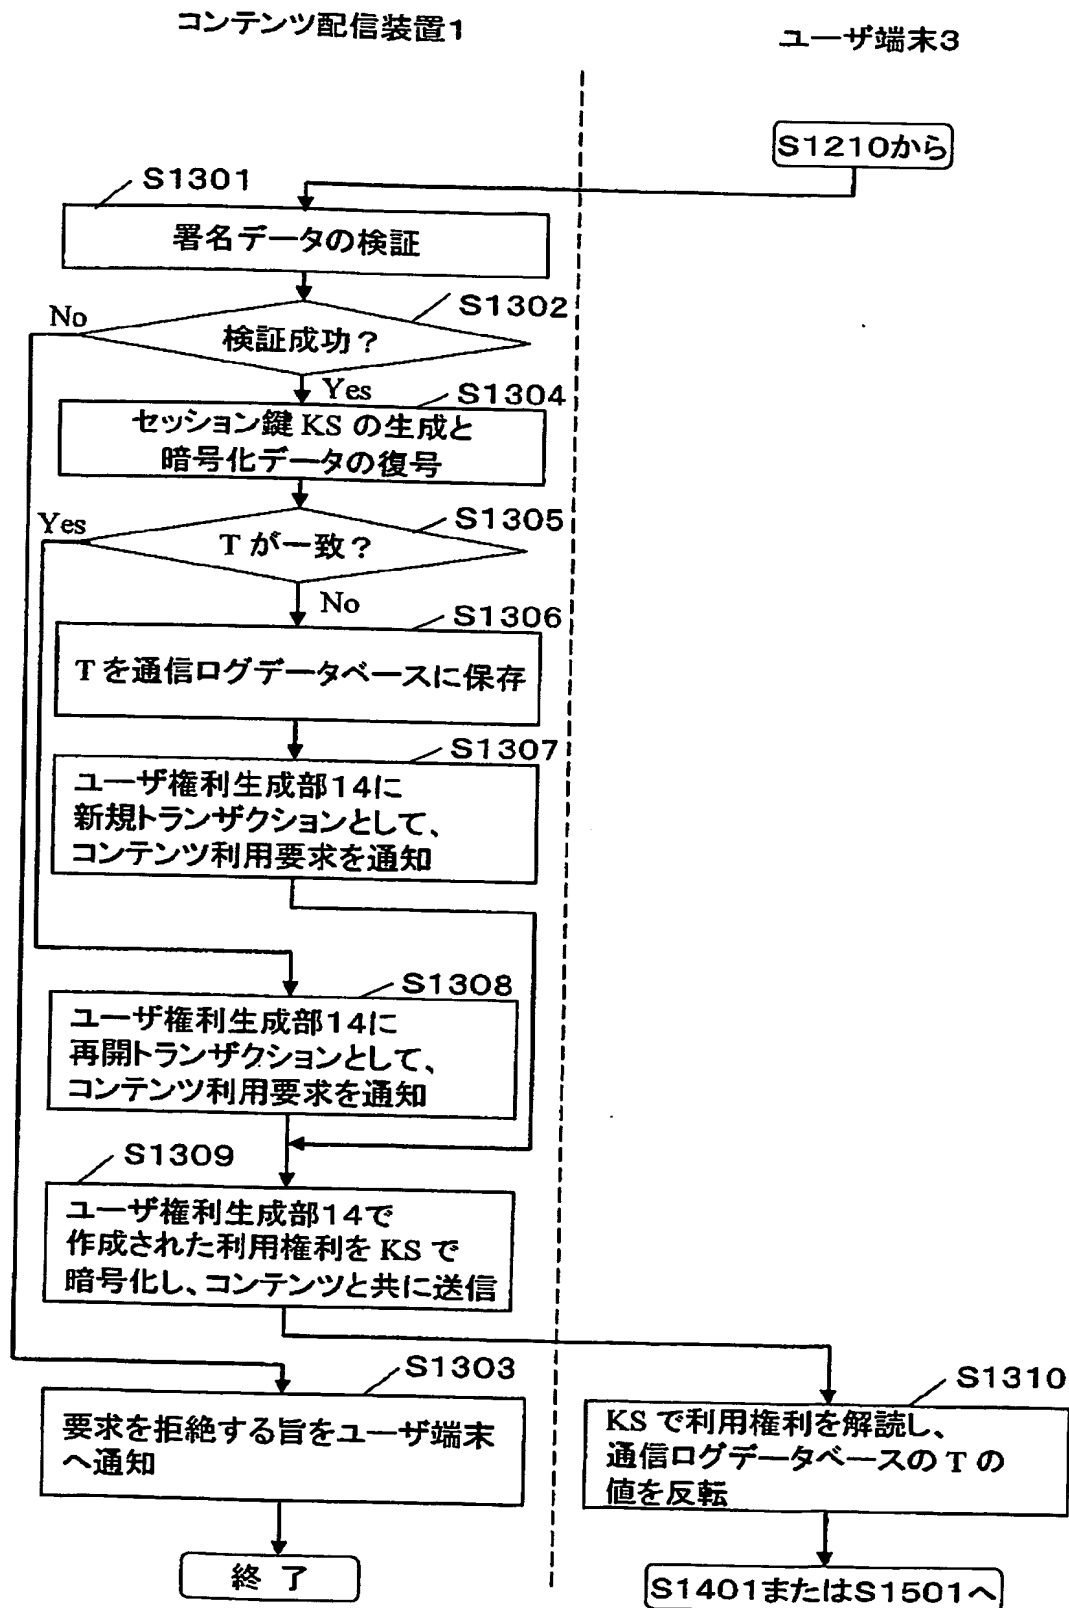 コンテンツ配信装置1
ユーザ端末3
S1210から
S1301
署名データの検証
S1302
No
検証成功?
Yes
S1304
セッション鍵 KS の生成と
暗号化データの復号
S1305
Yes
T が一致?
No
S1306
T を通信ログデータベースに保存
S1307
ユーザ権利生成部14に
新規トランザクションとして、
コンテンツ利用要求を通知
S1308
ユーザ権利生成部14に
再開トランザクションとして、
コンテンツ利用要求を通知
S1309
ユーザ権利生成部14で
作成された利用権利を KS で
暗号化し、コンテンツと共に送信
S1303
要求を拒絶する旨をユーザ端末
へ通知
終 了
S1310
KS で利用権利を解読し、
通信ログデータベースの T の
値を反転
S1401またはS1501へ